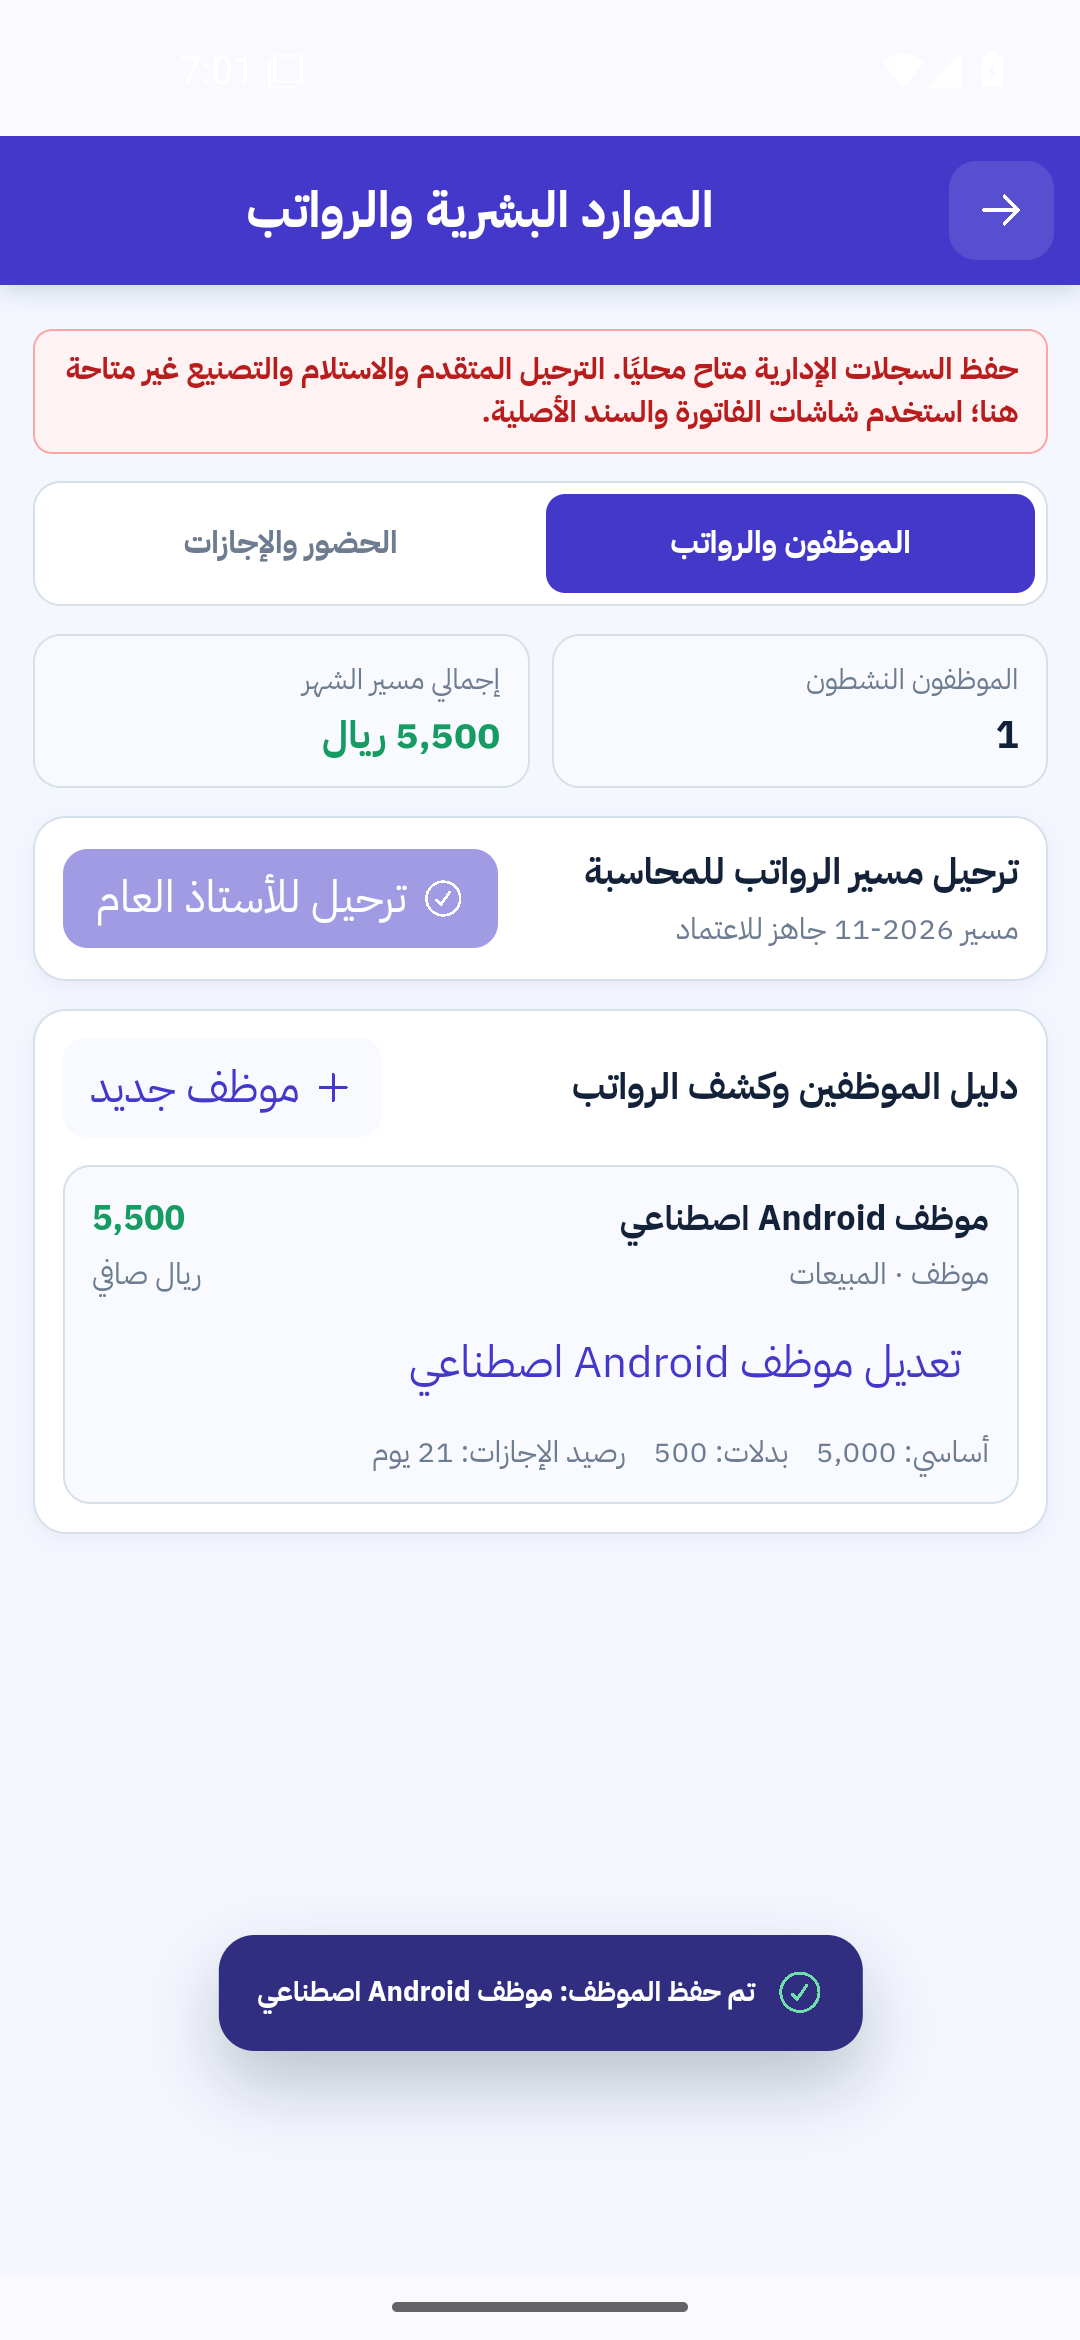 7:01
الموارد البشرية والرواتب
حفظ السجلات الإدارية متاح محليًا. الترحيل المتقدم والاستلام والتصنيع غير متاحة
هنا؛ استخدم شاشات الفاتورة والسند الأصلية.
الموظفون والرواتب
الحضور والإجازات
الموظفون النشطون
1
إجمالي مسير الشهر
5,500 ريال
ترحيل مسير الرواتب للمحاسبة
مسير 2026-11 جاهز للاعتماد
ترحيل للأستاذ العام
دليل الموظفين وكشف الرواتب
موظف جديد
موظف Android اصطناعي
5,500
موظف · المبيعات
ريال صافي
تعديل موظف Android اصطناعي
أساسي: 5,000 بدلات: 500 رصيد الإجازات: 21 يوم
تم حفظ الموظف: موظف Android اصطناعي